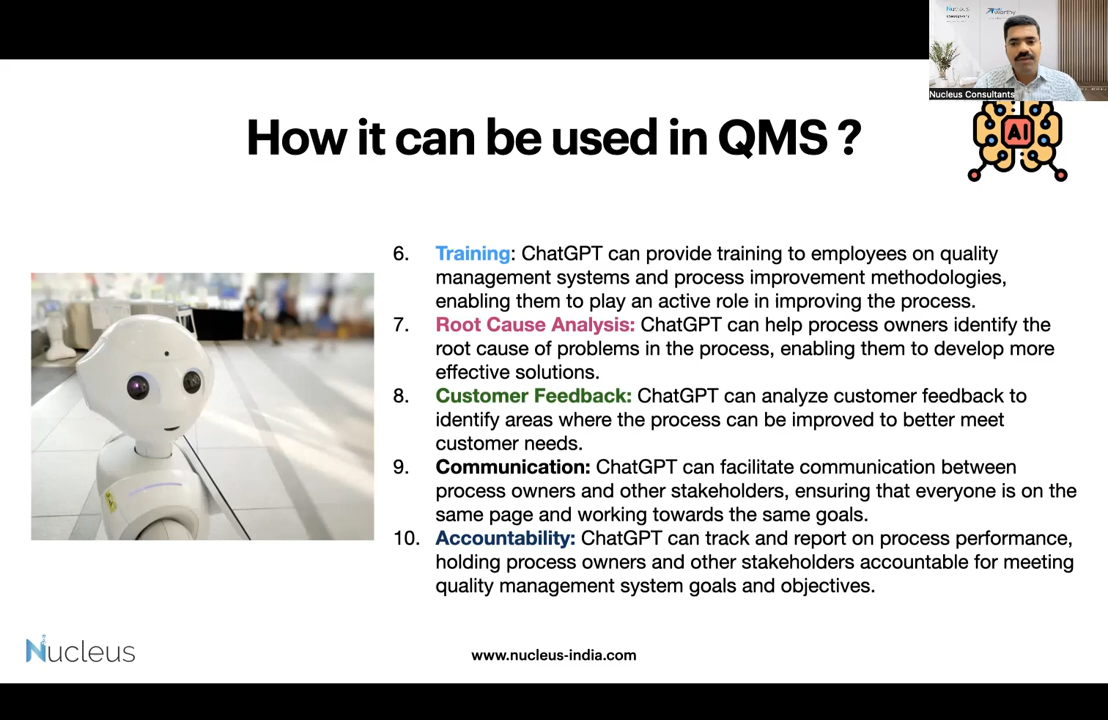 Nucleus
Nucleus Consultants
AI
How it can be used in QMS ?
6. Training: ChatGPT can provide training to employees on quality
management systems and process improvement methodologies,
enabling them to play an active role in improving the process.
7. Root Cause Analysis: ChatGPT can help process owners identify the
root cause of problems in the process, enabling them to develop more
effective solutions.
8. Customer Feedback: ChatGPT can analyze customer feedback to
identify areas where the process can be improved to better meet
customer needs.
9. Communication: ChatGPT can facilitate communication between
process owners and other stakeholders, ensuring that everyone is on the
same page and working towards the same goals.
10. Accountability: ChatGPT can track and report on process performance,
holding process owners and other stakeholders accountable for meeting
quality management system goals and objectives.
Nucleus
www.nucleus-india.com